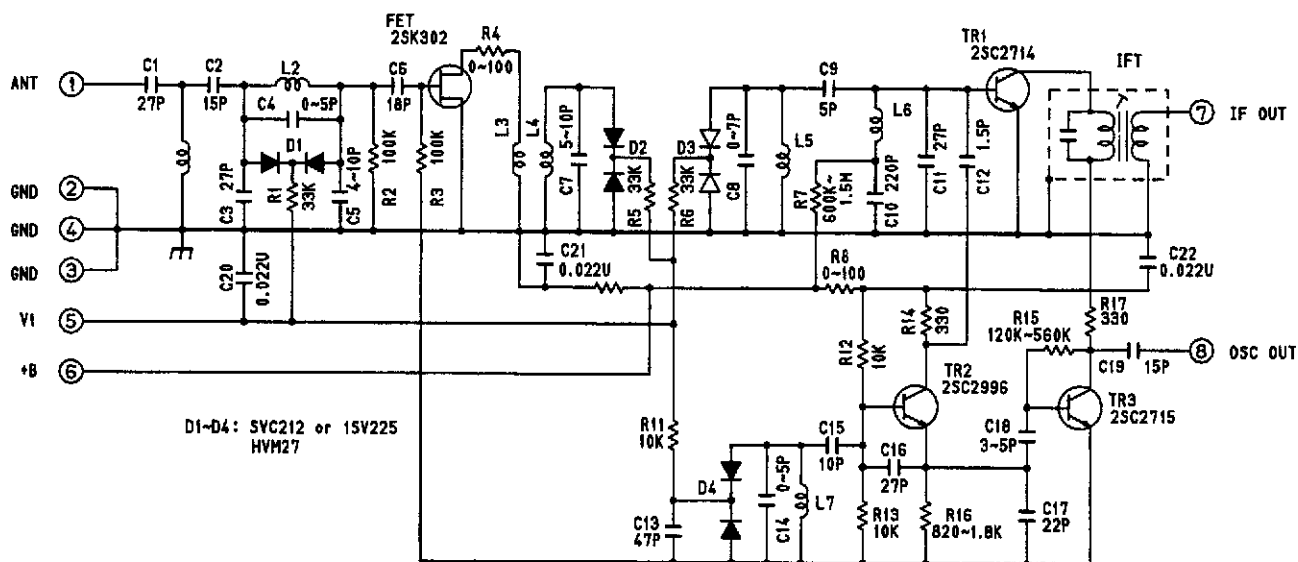 FET
2SK302
R4
0~100
C1
27P
C2
15P
L2
C4
0~5P
C6
18P
ANT
1
D1
27P
C3
R1
33K
4~10P
C5
100K
R2
100K
R3
L3
L4
5~10P
C7
D2
33K
R5
D3
33K
R6
0~7P
C8
L5
C9
5P
L6
R7
600K~
1.5M
220P
C10
27P
C11
1.5P
C12
TR1
2SC2714
IFT
7
IF OUT
GND
2
GND
4
GND
3
C20
0.022U
C21
0.022U
R8
0~100
C22
0.022U
V1
5
+B
6
R12
10K
R14
330
R15
120K~560K
R17
330
C19
15P
8
OSC OUT
TR2
2SC2996
TR3
2SC2715
D1~D4: SVC212 or 1SV225
HVM27
R11
10K
C13
47P
D4
0~5P
C14
L7
C15
10P
C16
27P
R13
10K
R16
820~1.8K
C18
3~5P
C17
22P